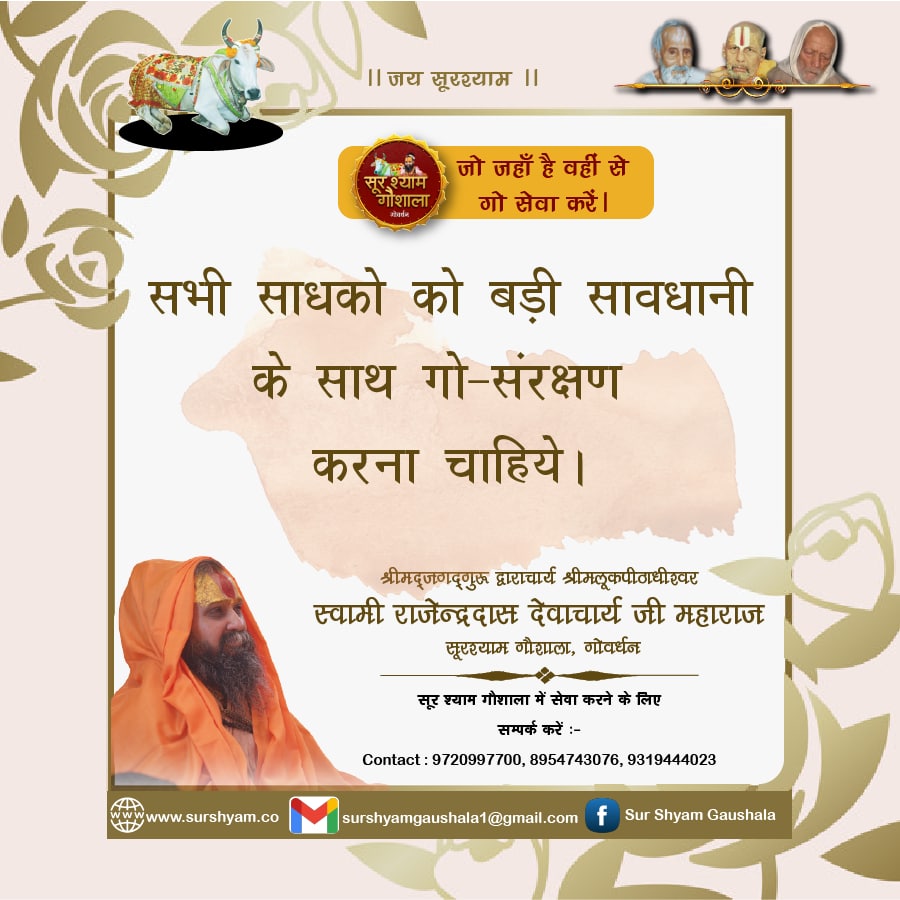 ।। जय सूरश्याम ।।
सूर श्याम
गौशाला
गोवर्धन
जो जहाँ है वहीं से
गो सेवा करें।
सभी साधको को बड़ी सावधानी
के साथ गो-संरक्षण
करना चाहिये।
श्रीमद्जगद्गुरू द्वाराचार्य श्रीमलूकपीठाधीश्वर
स्वामी राजेन्द्रदास देवाचार्य जी महाराज
सूरश्याम गौशाला, गोवर्धन
सूर श्याम गौशाला में सेवा करने के लिए
सम्पर्क करें :-
Contact : 9720997700, 8954743076, 9319444023
www.surshyam.co surshyamgaushala1@gmail.com Sur Shyam Gaushala